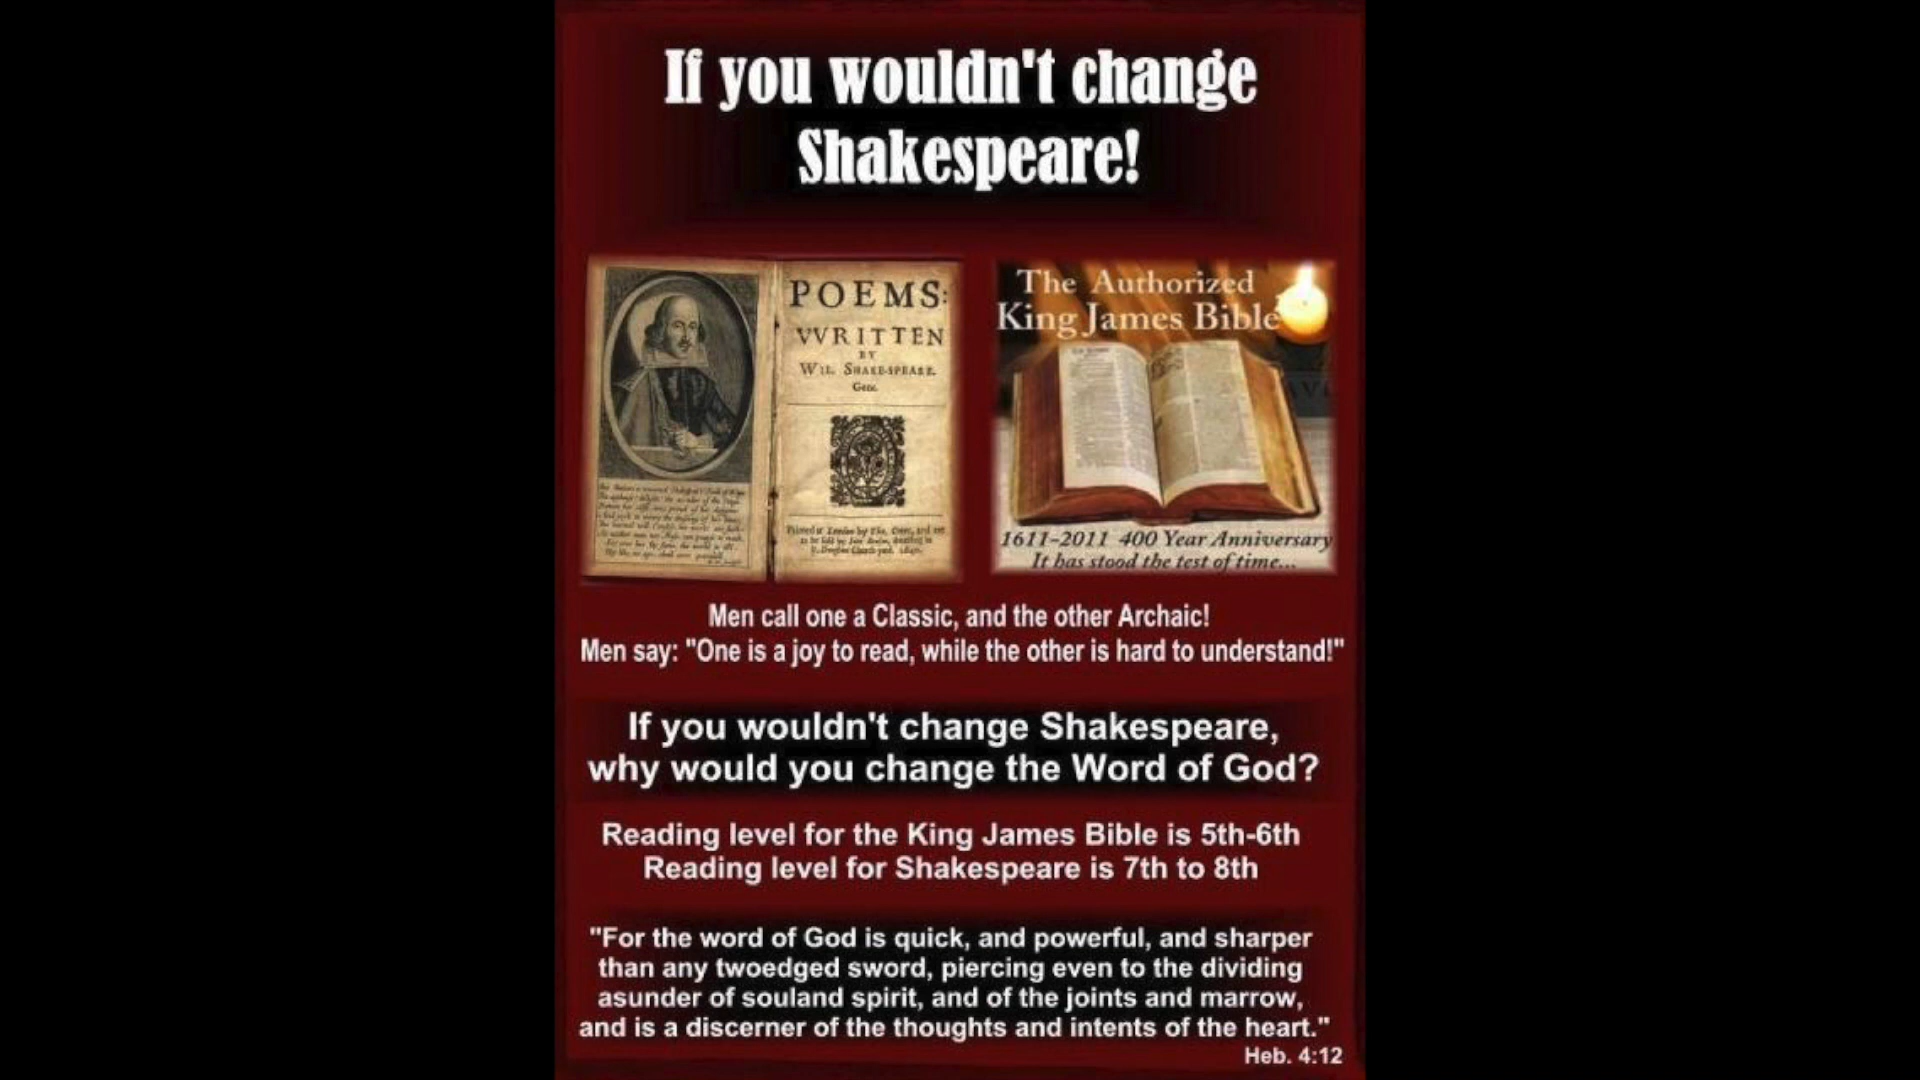 If you wouldn't change
Shakespeare!
POEMS:
VVRITTEN
BY
WIL. SHAKE-SPEARE.
Gent.
The Authorized
King James Bible
1611-2011 400 Year Anniversary
It has stood the test of time...
Men call one a Classic, and the other Archaic!
Men say: "One is a joy to read, while the other is hard to understand!"
If you wouldn't change Shakespeare,
why would you change the Word of God?
Reading level for the King James Bible is 5th-6th
Reading level for Shakespeare is 7th to 8th
"For the word of God is quick, and powerful, and sharper
than any twoedged sword, piercing even to the dividing
asunder of souland spirit, and of the joints and marrow,
and is a discerner of the thoughts and intents of the heart."
Heb. 4:12